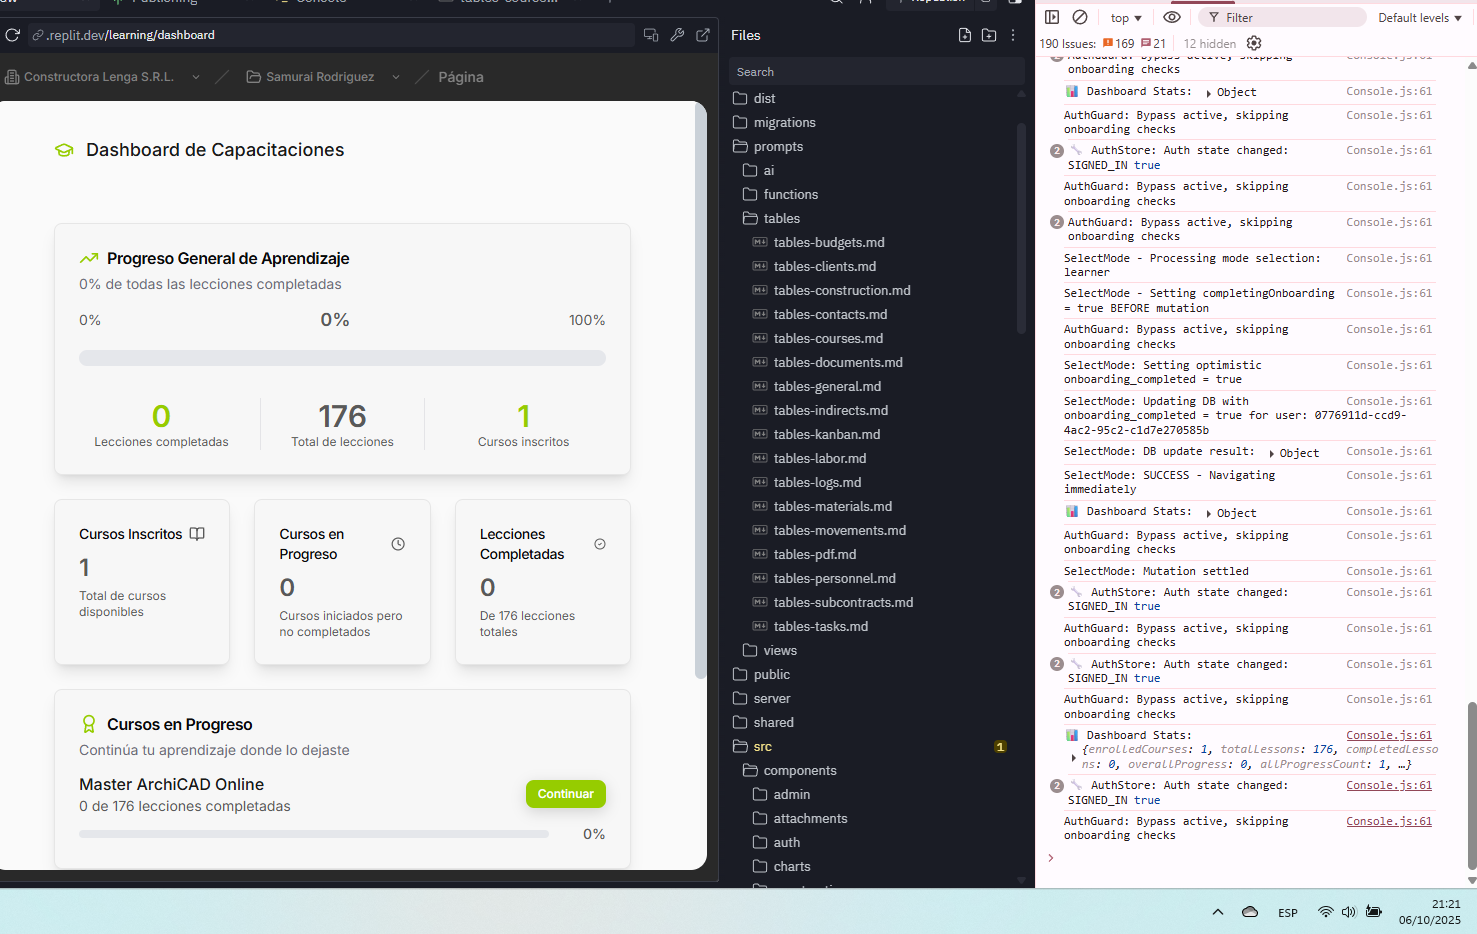 Publishing
Console
.replit.dev/learning/dashboard
Constructora Lenga S.R.L.
Samurai Rodriguez
Página
Dashboard de Capacitaciones
Progreso General de Aprendizaje
0% de todas las lecciones completadas
0%
0%
100%
0
176
1
Lecciones completadas
Total de lecciones
Cursos inscritos
Cursos Inscritos
1
Total de cursos
disponibles
Cursos en
Progreso
0
Cursos iniciados pero
no completados
Lecciones
Completadas
0
De 176 lecciones
totales
Cursos en Progreso
Continúa tu aprendizaje donde lo dejaste
Master ArchiCAD Online
0 de 176 lecciones completadas
Continuar
0%
Files
Search
dist
migrations
prompts
ai
functions
tables
tables-budgets.md
tables-clients.md
tables-construction.md
tables-contacts.md
tables-courses.md
tables-documents.md
tables-general.md
tables-indirects.md
tables-kanban.md
tables-labor.md
tables-logs.md
tables-materials.md
tables-movements.md
tables-pdf.md
tables-personnel.md
tables-subcontracts.md
tables-tasks.md
views
public
server
shared
src 1
components
admin
attachments
auth
charts
top
Filter
Default levels
190 Issues: 169 21 12 hidden
onboarding checks
Dashboard Stats: Object Console.js:61
AuthGuard: Bypass active, skipping Console.js:61
onboarding checks
2 AuthStore: Auth state changed: Console.js:61
SIGNED_IN true
AuthGuard: Bypass active, skipping Console.js:61
onboarding checks
2 AuthGuard: Bypass active, skipping Console.js:61
onboarding checks
SelectMode - Processing mode selection: Console.js:61
learner
SelectMode - Setting completingOnboarding Console.js:61
= true BEFORE mutation
AuthGuard: Bypass active, skipping Console.js:61
onboarding checks
SelectMode: Setting optimistic Console.js:61
onboarding_completed = true
SelectMode: Updating DB with Console.js:61
onboarding_completed = true for user: 0776911d-ccd9-
4ac2-95c2-c1d7e270585b
SelectMode: DB update result: Object Console.js:61
SelectMode: SUCCESS - Navigating Console.js:61
immediately
Dashboard Stats: Object Console.js:61
AuthGuard: Bypass active, skipping Console.js:61
onboarding checks
SelectMode: Mutation settled Console.js:61
2 AuthStore: Auth state changed: Console.js:61
SIGNED_IN true
AuthGuard: Bypass active, skipping Console.js:61
onboarding checks
2 AuthStore: Auth state changed: Console.js:61
SIGNED_IN true
AuthGuard: Bypass active, skipping Console.js:61
onboarding checks
Dashboard Stats: Console.js:61
{enrolledCourses: 1, totalLessons: 176, completedLesso
ns: 0, overallProgress: 0, allProgressCount: 1, …}
2 AuthStore: Auth state changed: Console.js:61
SIGNED_IN true
AuthGuard: Bypass active, skipping Console.js:61
onboarding checks
ESP
21:21
06/10/2025